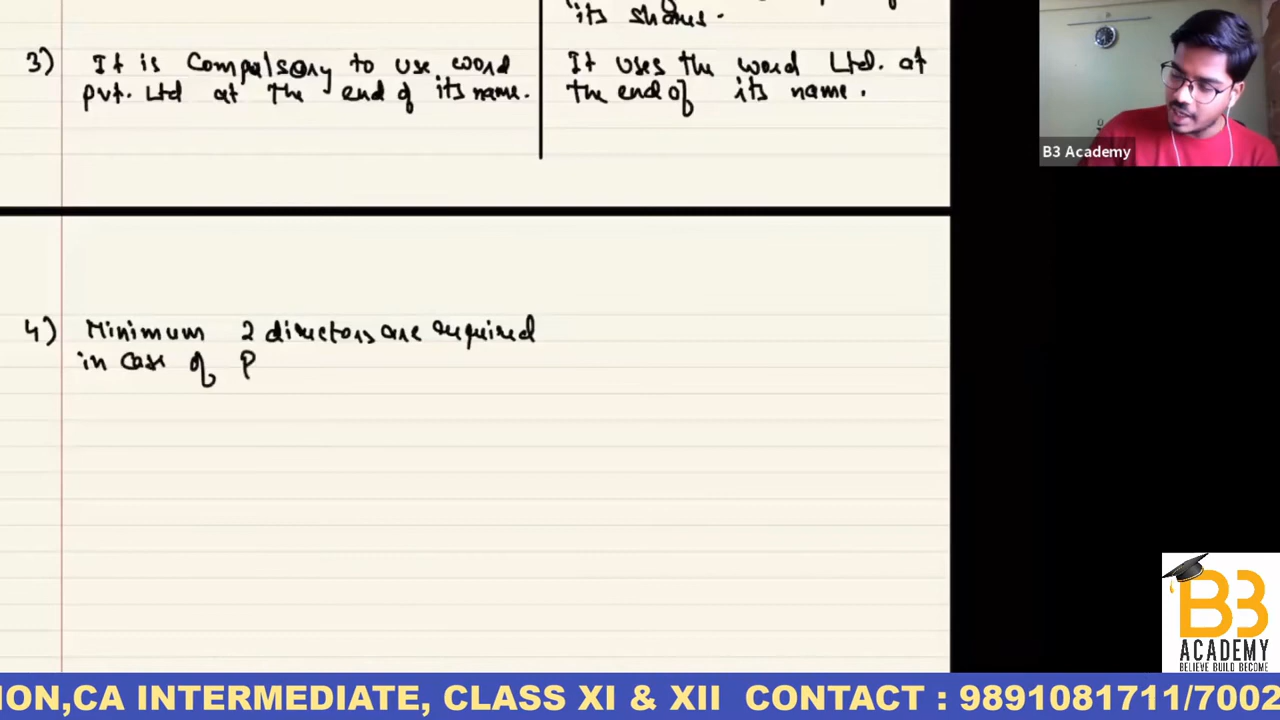 its shares.
3) It is Compulsory to use word
Pvt. Ltd at the end of its name.
It uses the word Ltd. at
the end of its name.
4) Minimum 2 directors are required
in case of P
B3 Academy
B3
ACADEMY
BELIEVE BUILD BECOME
ION,CA INTERMEDIATE, CLASS XI & XII CONTACT : 9891081711/7002